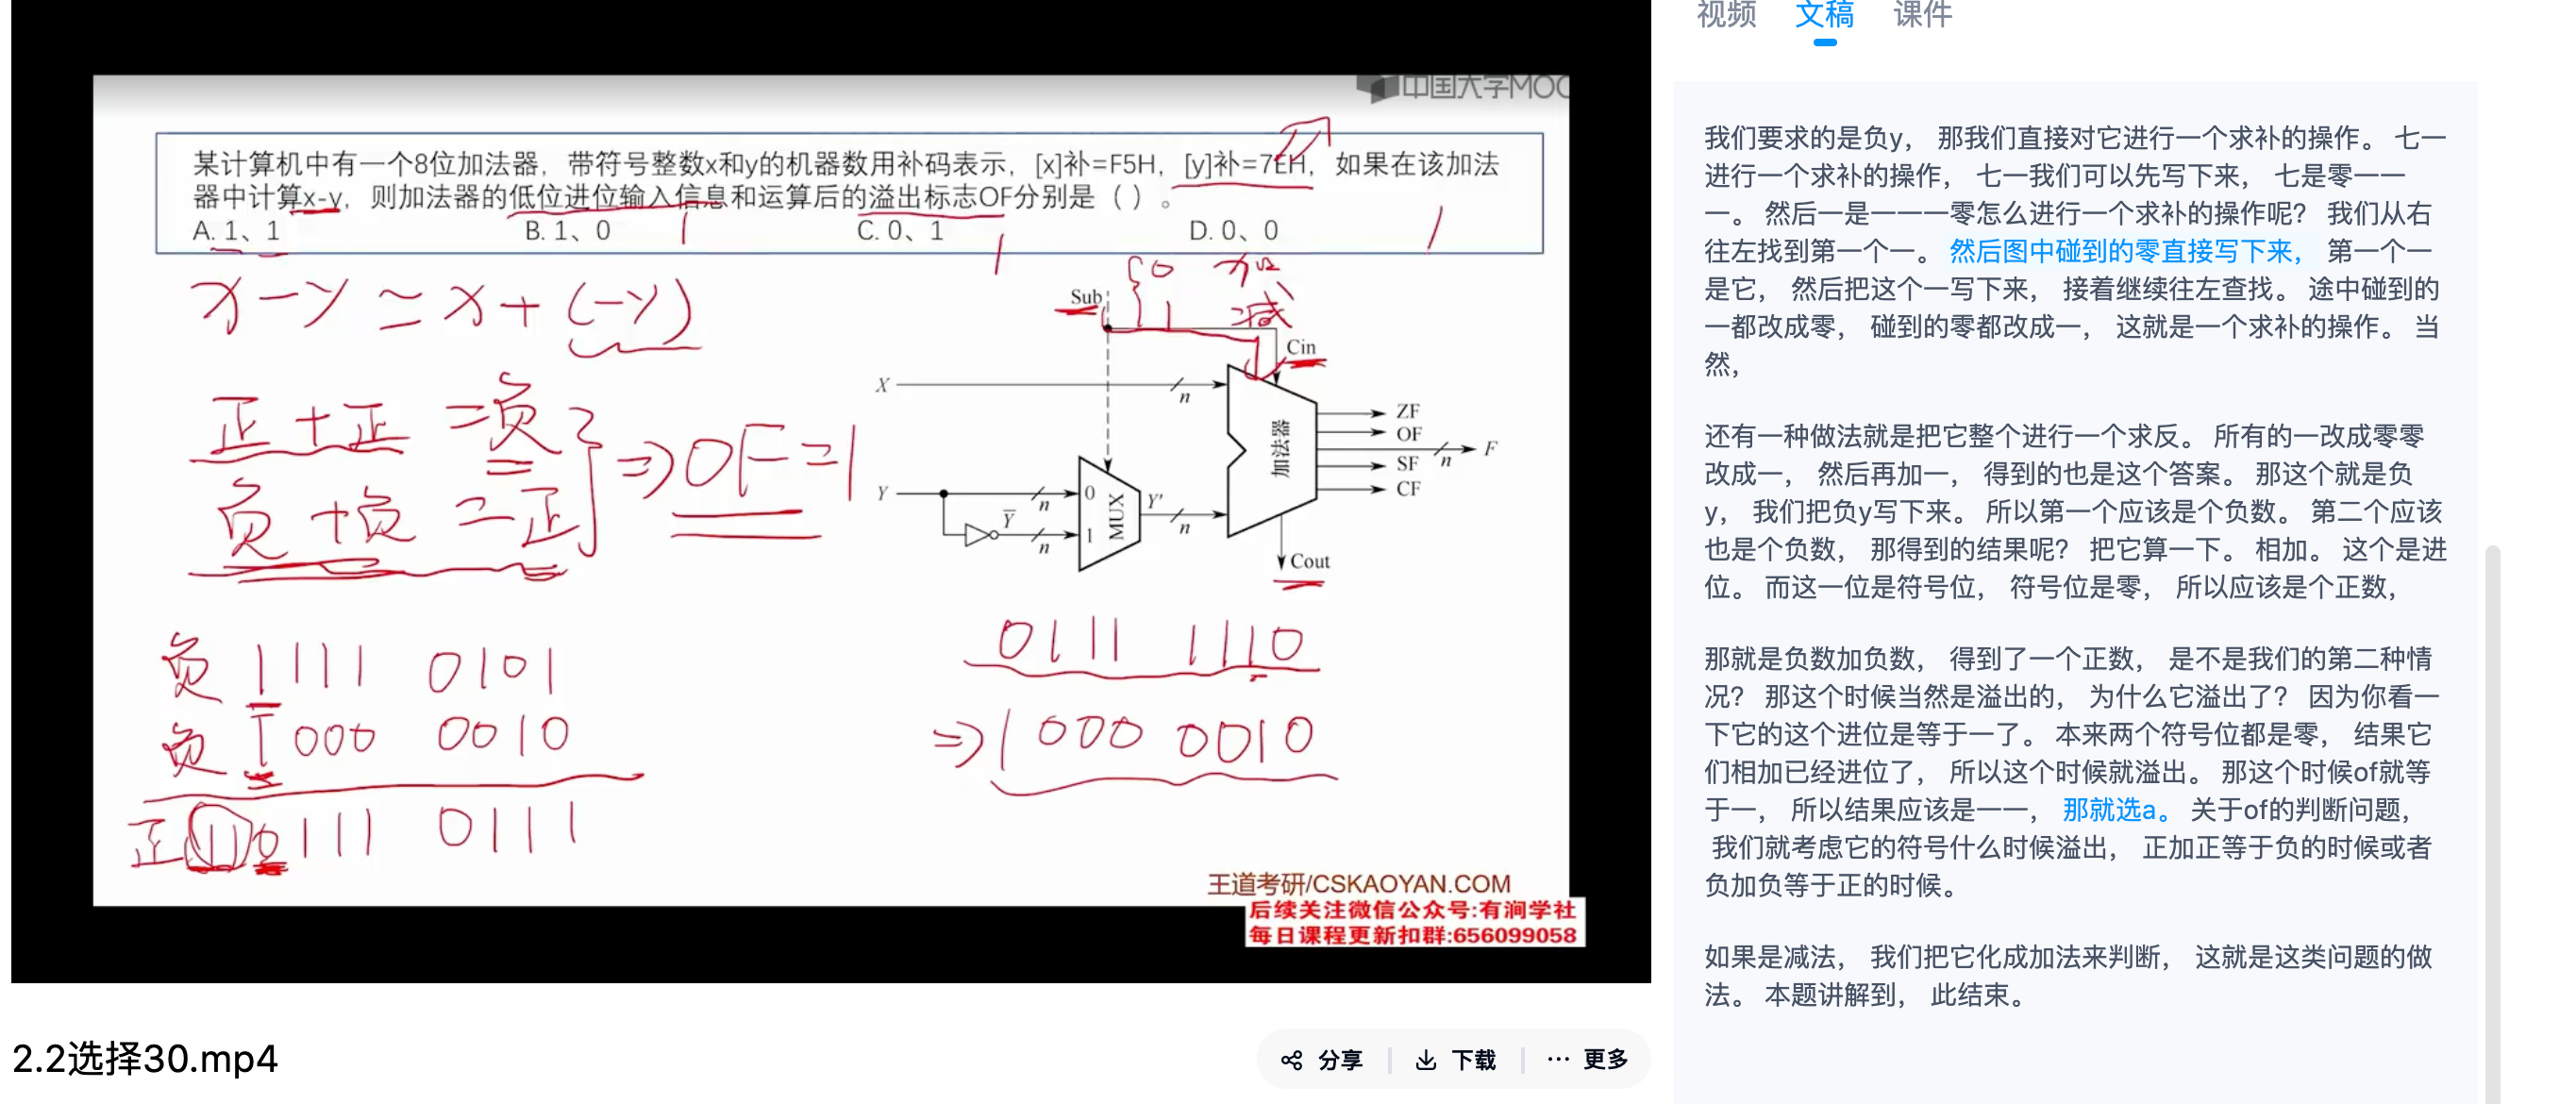 视频 文稿 课件
中国大学MOC
某计算机中有一个8位加法器，带符号整数x和y的机器数用补码表示，[x]补=F5H，[y]补=7EH，如果在该加法
器中计算x-y，则加法器的低位进位输入信息和运算后的溢出标志OF分别是（ ）。
A. 1、1 B. 1、0 C. 0、1 D. 0、0
1 1 1
x-y = x+(-y)
正+正 =负
负+负 =正
⇒OF=1
负 1111 0101
负 1000 0010
正 1 0111 0111
0 加
1 减
Sub
Cin
X
n
加法器
ZF
OF
SF
CF
n
F
Y
n
0
Y
n
1
MUX
Y'
n
Cout
0111 1110
⇒1000 0010
王道考研/CSKAOYAN.COM
后续关注微信公众号:有涧学社
每日课程更新扣群:656099058
2.2选择30.mp4
分享 下载 更多
我们要求的是负y， 那我们直接对它进行一个求补的操作。 七一
进行一个求补的操作， 七一我们可以先写下来， 七是零一一
一。 然后一是一一一零怎么进行一个求补的操作呢？ 我们从右
往左找到第一个一。 然后图中碰到的零直接写下来， 第一个一
是它， 然后把这个一写下来， 接着继续往左查找。 途中碰到的
一都改成零， 碰到的零都改成一， 这就是一个求补的操作。 当
然，
还有一种做法就是把它整个进行一个求反。 所有的一改成零零
改成一， 然后再加一， 得到的也是这个答案。 那这个就是负
y， 我们把负y写下来。 所以第一个应该是个负数。 第二个应该
也是个负数， 那得到的结果呢？ 把它算一下。 相加。 这个是进
位。 而这一位是符号位， 符号位是零， 所以应该是个正数，
那就是负数加负数， 得到了一个正数， 是不是我们的第二种情
况？ 那这个时候当然是溢出的， 为什么它溢出了？ 因为你看一
下它的这个进位是等于一了。 本来两个符号位都是零， 结果它
们相加已经进位了， 所以这个时候就溢出。 那这个时候of就等
于一， 所以结果应该是一一， 那就选a。 关于of的判断问题，
我们就考虑它的符号什么时候溢出， 正加正等于负的时候或者
负加负等于正的时候。
如果是减法， 我们把它化成加法来判断， 这就是这类问题的做
法。 本题讲解到， 此结束。